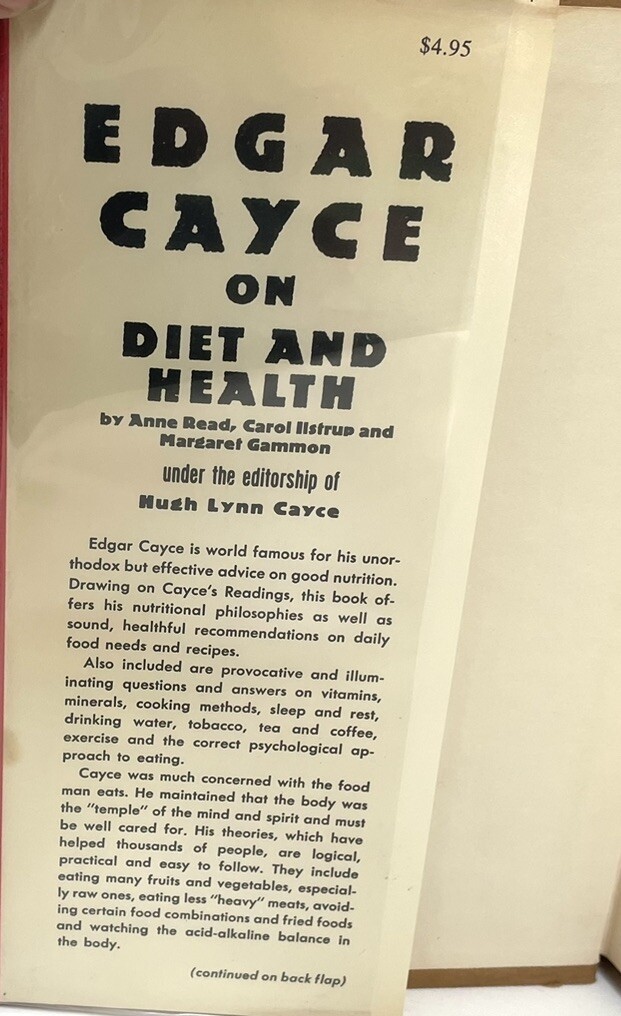 $4.95
EDGAR
CAYCE
ON
DIET AND
HEALTH
by Anne Read, Carol Ilstrup and
Margaret Gammon
under the editorship of
Hugh Lynn Cayce
Edgar Cayce is world famous for his unor-
thodox but effective advice on good nutrition.
Drawing on Cayce's Readings, this book of-
fers his nutritional philosophies as well as
sound, healthful recommendations on daily
food needs and recipes.
Also included are provocative and illum-
inating questions and answers on vitamins,
minerals, cooking methods, sleep and rest,
drinking water, tobacco, tea and coffee,
exercise and the correct psychological ap-
proach to eating.
Cayce was much concerned with the food
man eats. He maintained that the body was
the "temple" of the mind and spirit and must
be well cared for. His theories, which have
helped thousands of people, are logical,
practical and easy to follow. They include
eating many fruits and vegetables, especial-
ly raw ones, eating less "heavy" meats, avoid-
ing certain food combinations and fried foods
and watching the acid-alkaline balance in
the body.
(continued on back flap)